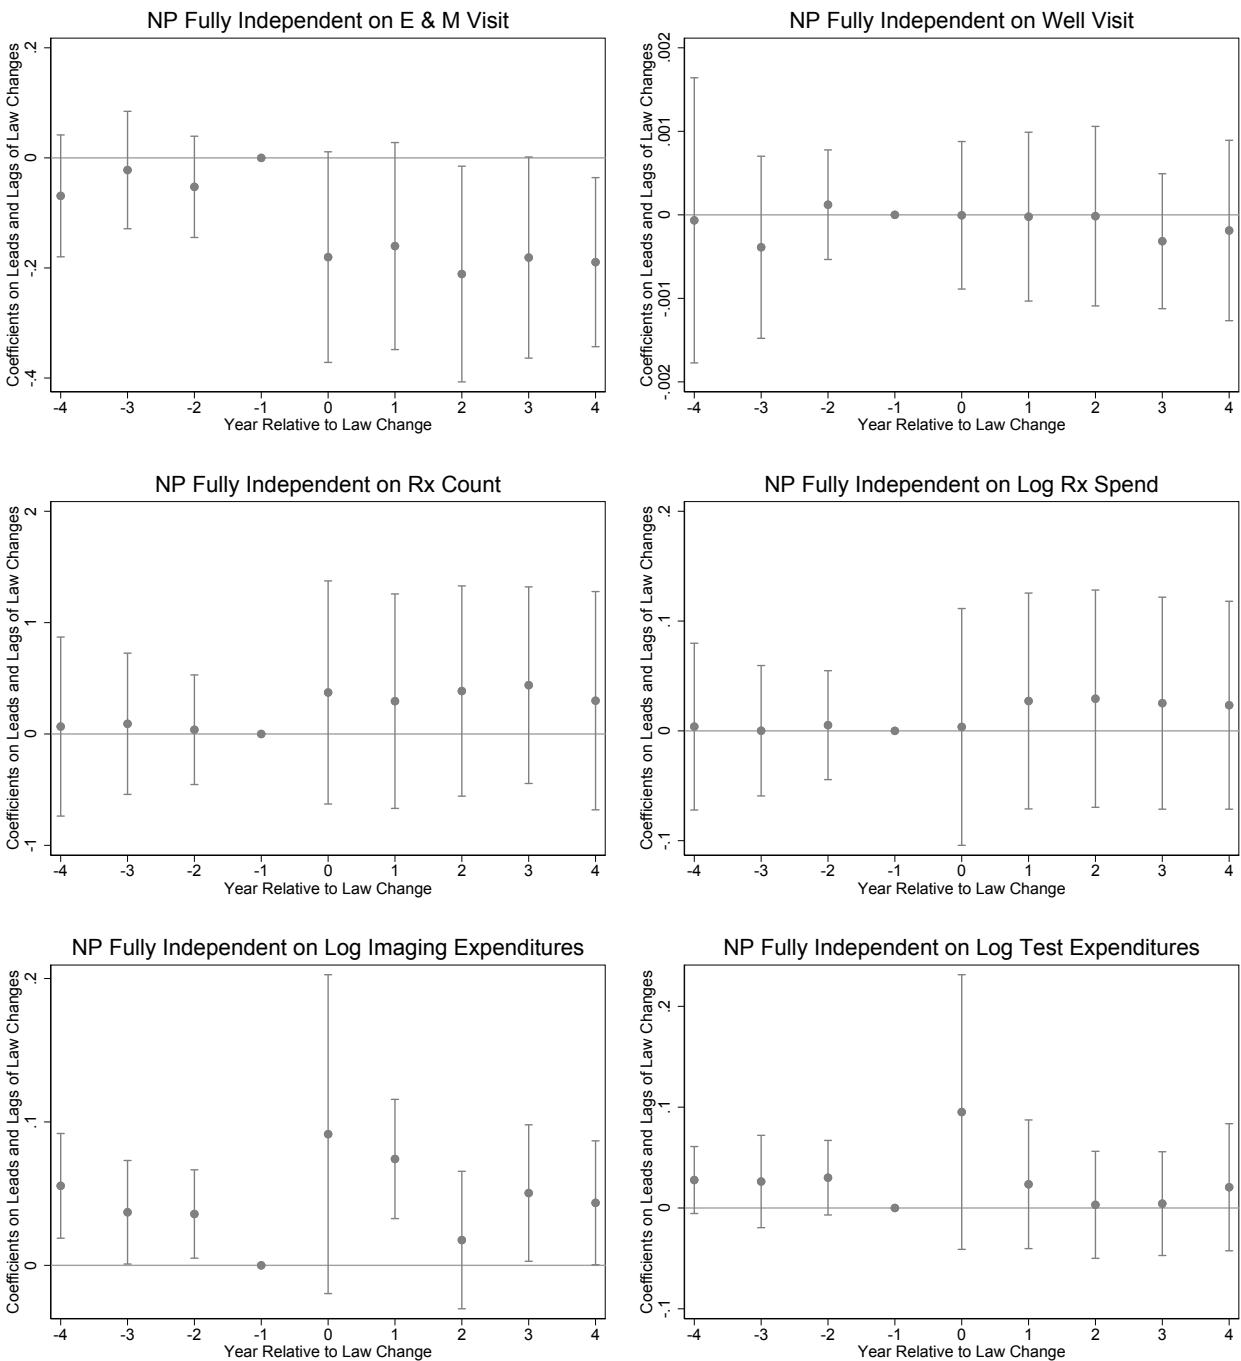 NP Fully Independent on E & M Visit
Coefficients on Leads and Lags of Law Changes
.2
0
-.2
-.4
-4 -3 -2 -1 0 1 2 3 4
Year Relative to Law Change
NP Fully Independent on Well Visit
Coefficients on Leads and Lags of Law Changes
.002
.001
0
-.001
-.002
-4 -3 -2 -1 0 1 2 3 4
Year Relative to Law Change
NP Fully Independent on Rx Count
Coefficients on Leads and Lags of Law Changes
2
1
0
-1
-4 -3 -2 -1 0 1 2 3 4
Year Relative to Law Change
NP Fully Independent on Log Rx Spend
Coefficients on Leads and Lags of Law Changes
.2
.1
0
-.1
-4 -3 -2 -1 0 1 2 3 4
Year Relative to Law Change
NP Fully Independent on Log Imaging Expenditures
Coefficients on Leads and Lags of Law Changes
.2
.1
0
-4 -3 -2 -1 0 1 2 3 4
Year Relative to Law Change
NP Fully Independent on Log Test Expenditures
Coefficients on Leads and Lags of Law Changes
.2
.1
0
-.1
-4 -3 -2 -1 0 1 2 3 4
Year Relative to Law Change